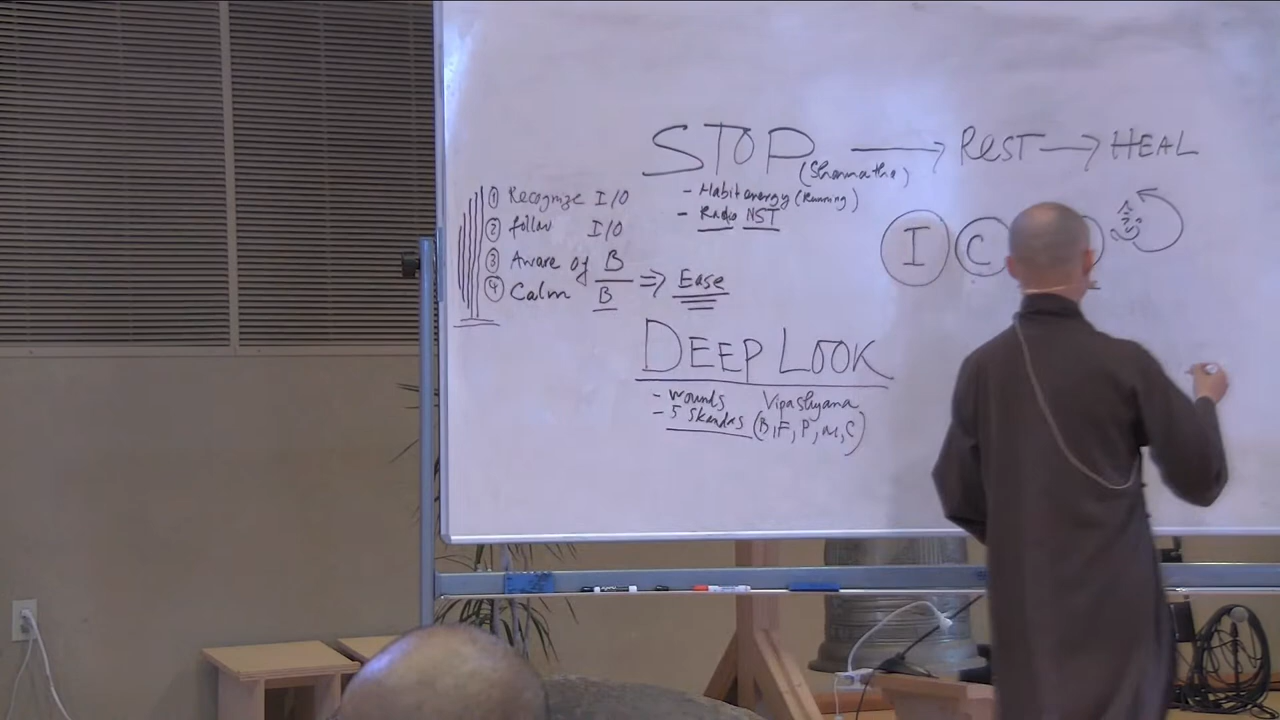 STOP → REST → HEAL
(Shamatha)
- Habit energy (Running)
- Radio NST
① Recognize I/O
② follow I/O
③ Aware of B
④ Calm B ⇒ Ease
I C
DEEP LOOK
- wounds Vipashyana
- 5 Skandas (B, F, P, M, C)